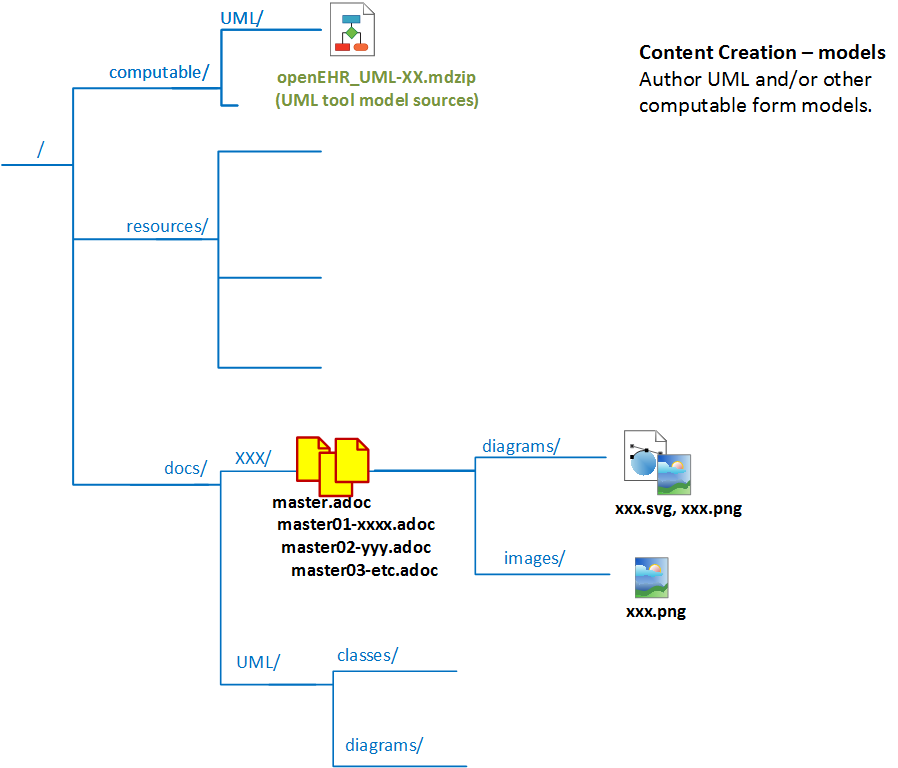 UML/
Content Creation – models
Author UML and/or other
computable form models.
computable/
openEHR_UML-XX.mdzip
(UML tool model sources)
/
resources/
docs/
XXX/
master.adoc
master01-xxxx.adoc
master02-yyy.adoc
master03-etc.adoc
diagrams/
xxx.svg, xxx.png
images/
xxx.png
UML/
classes/
diagrams/